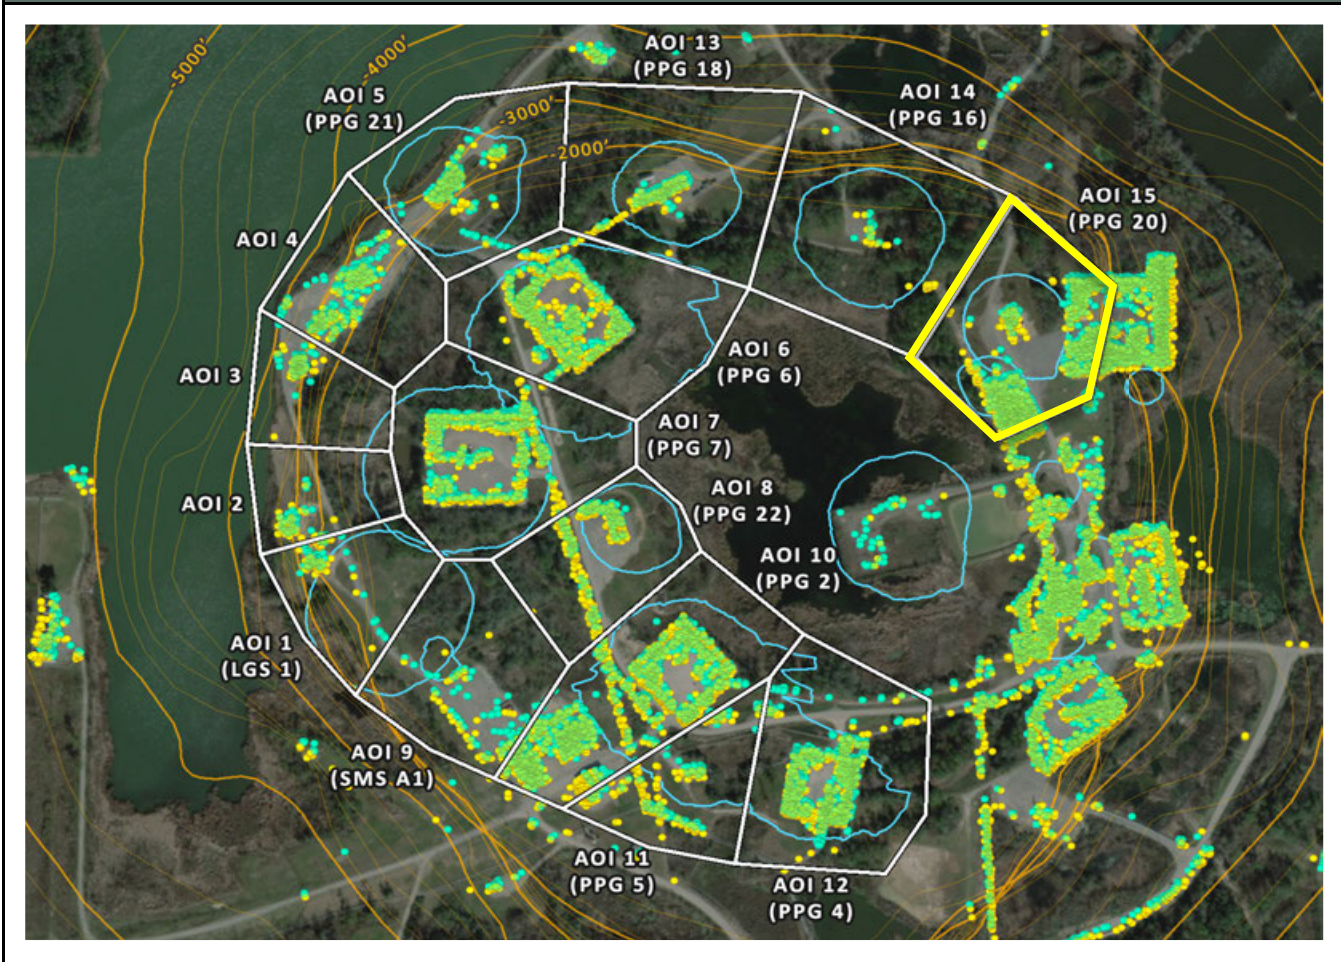 -5000'
-4000'
AOI 13
(PPG 18)
AOI 5
(PPG 21)
-3000'
-2000'
AOI 14
(PPG 16)
AOI 15
(PPG 20)
AOI 4
AOI 3
AOI 6
(PPG 6)
AOI 7
(PPG 7)
AOI 2
AOI 8
(PPG 22)
AOI 10
(PPG 2)
AOI 1
(LGS 1)
AOI 9
(SMS A1)
AOI 11
(PPG 5)
AOI 12
(PPG 4)